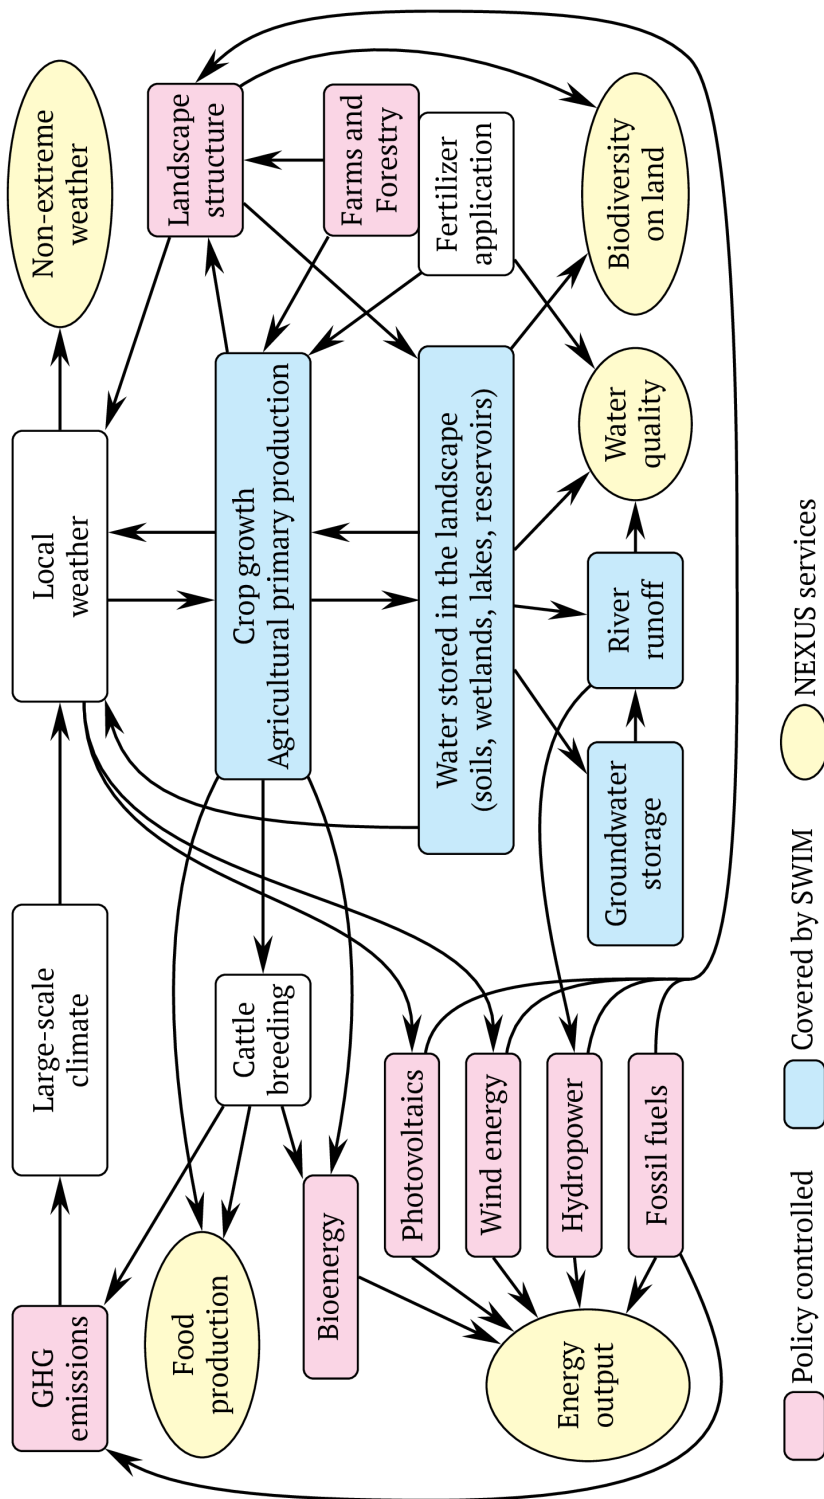 GHG
emissions
Large-scale
climate
Local
weather
Non-extreme
weather
Food
production
Cattle
breeding
Crop growth
Agricultural primary production
Landscape
structure
Bioenergy
Farms and
Forestry
Photovoltaics
Wind energy
Hydropower
Fossil fuels
Water stored in the landscape
(soils, wetlands, lakes, reservoirs)
Fertilizer
application
Energy
output
Groundwater
storage
River
runoff
Water
quality
Biodiversity
on land
Policy controlled
Covered by SWIM
NEXUS services